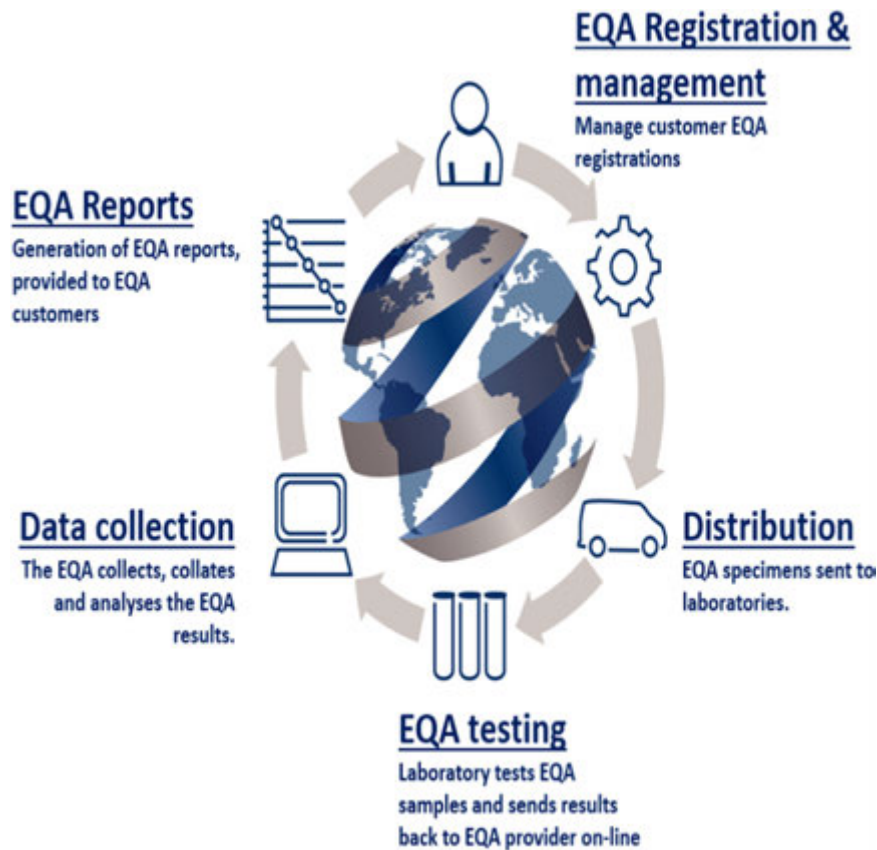 EQA Registration &
management
Manage customer EQA
registrations
EQA Reports
Generation of EQA reports,
provided to EQA
customers
Data collection
The EQA collects, collates
and analyses the EQA
results.
Distribution
EQA specimens sent to
laboratories.
EQA testing
Laboratory tests EQA
samples and sends results
back to EQA provider on-line